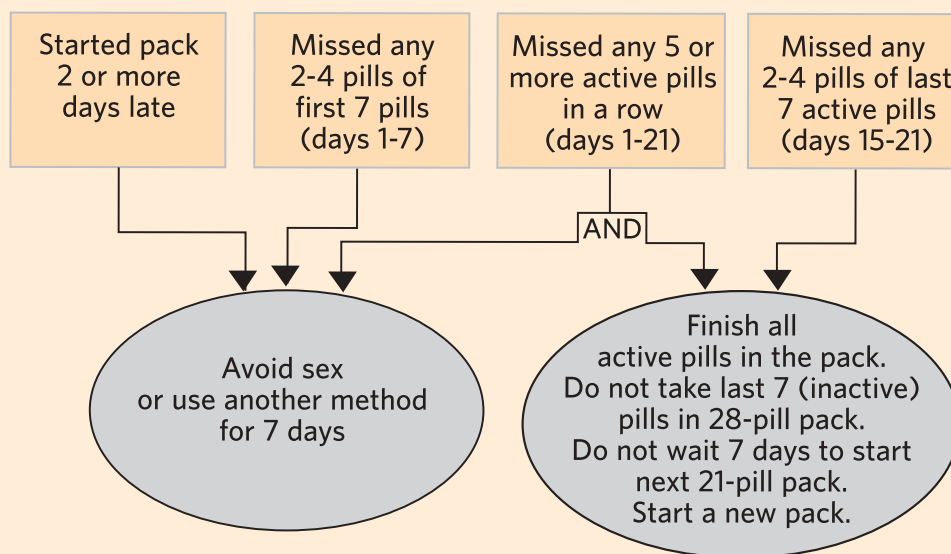 Started pack
2 or more
days late
Missed any
2-4 pills of
first 7 pills
(days 1-7)
Missed any 5 or
more active pills
in a row
(days 1-21)
Missed any
2-4 pills of last
7 active pills
(days 15-21)
AND
Avoid sex
or use another method
for 7 days
Finish all
active pills in the pack.
Do not take last 7 (inactive)
pills in 28-pill pack.
Do not wait 7 days to start
next 21-pill pack.
Start a new pack.